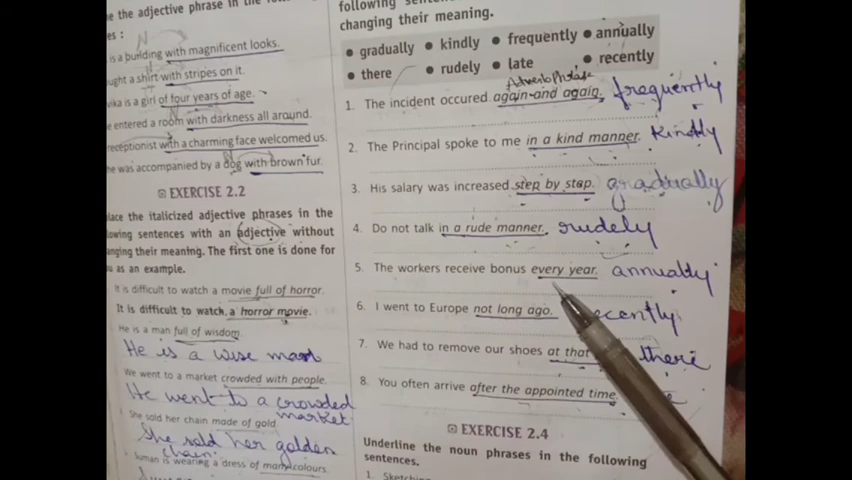 the adjective phrase in the
es :
is a building with magnificent looks.
ught a shirt with stripes on it.
ika is a girl of four years of age.
e entered a room with darkness all around.
receptionist with a charming face welcomed us.
he was accompanied by a dog with brown fur.
EXERCISE 2.2
lace the italicized adjective phrases in the
owing sentences with an adjective without
anging their meaning. The first one is done for
as an example.
It is difficult to watch a movie full of horror.
It is difficult to watch a horror movie.
He is a man full of wisdom.
He is a wise man
We went to a market crowded with people.
He went to a crowded
market
She sold her chain made of gold
She sold her golden
chain.
Suman is wearing a dress of many colours.
following
changing their meaning.
• gradually • kindly • frequently • annually
• there • rudely • late • recently
Adverb Phrase
1. The incident occured again and again. frequently
2. The Principal spoke to me in a kind manner. Kindly
3. His salary was increased step by step. gradually
4. Do not talk in a rude manner. rudely
5. The workers receive bonus every year. annually
6. I went to Europe not long ago. recently
7. We had to remove our shoes at that there
8. You often arrive after the appointed time.
EXERCISE 2.4
Underline the noun phrases in the following
sentences.
1. Sketching